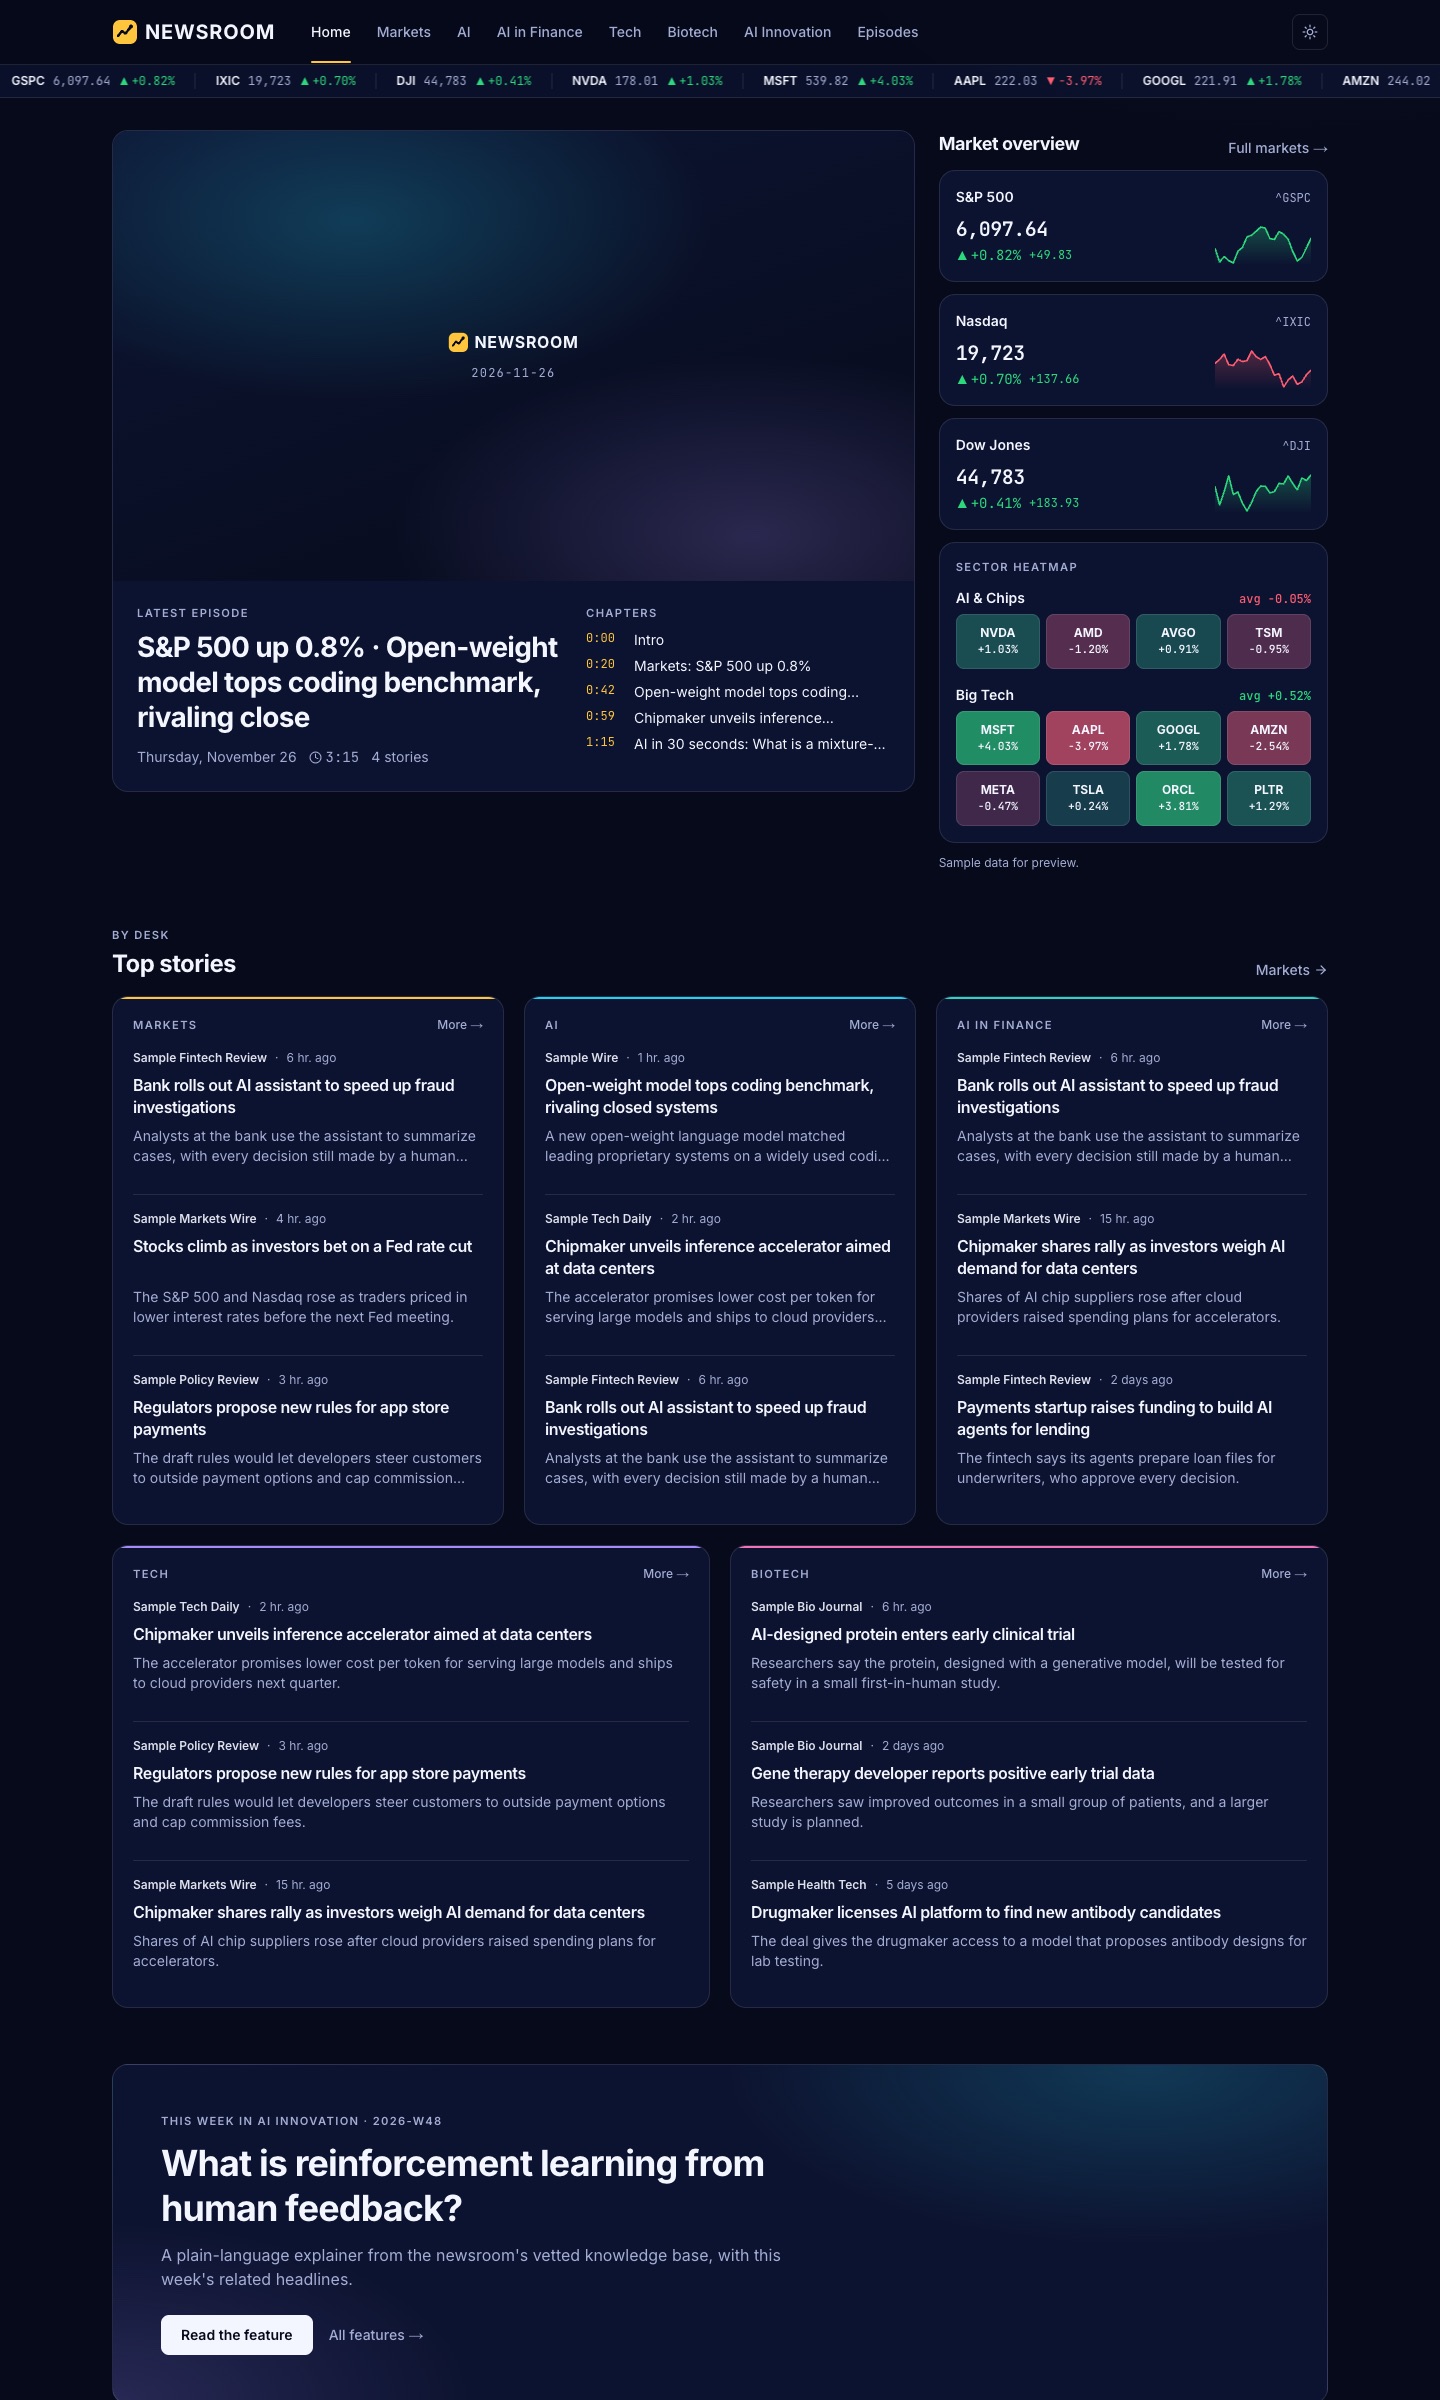 NEWSROOM
Home Markets AI AI in Finance Tech Biotech AI Innovation Episodes
GSPC 6,097.64 ▲+0.82% IXIC 19,723 ▲+0.70% DJI 44,783 ▲+0.41% NVDA 178.01 ▲+1.03% MSFT 539.82 ▲+4.03% AAPL 222.03 ▼-3.97% GOOGL 221.91 ▲+1.78% AMZN 244.02
NEWSROOM
2026-11-26
LATEST EPISODE
S&P 500 up 0.8% · Open-weight
model tops coding benchmark,
rivaling close
Thursday, November 26 3:15 4 stories
CHAPTERS
0:00 Intro
0:20 Markets: S&P 500 up 0.8%
0:42 Open-weight model tops coding...
0:59 Chipmaker unveils inference...
1:15 AI in 30 seconds: What is a mixture-...
Market overview
Full markets →
S&P 500 ^GSPC
6,097.64
▲+0.82% +49.83
Nasdaq ^IXIC
19,723
▲+0.70% +137.66
Dow Jones ^DJI
44,783
▲+0.41% +183.93
SECTOR HEATMAP
AI & Chips avg -0.05%
NVDA AMD AVGO TSM
+1.03% -1.20% +0.91% -0.95%
Big Tech avg +0.52%
MSFT AAPL GOOGL AMZN
+4.03% -3.97% +1.78% -2.54%
META TSLA ORCL PLTR
-0.47% +0.24% +3.81% +1.29%
Sample data for preview.
BY DESK
Top stories
Markets →
MARKETS More →
Sample Fintech Review · 6 hr. ago
Bank rolls out AI assistant to speed up fraud
investigations
Analysts at the bank use the assistant to summarize
cases, with every decision still made by a human...
Sample Markets Wire · 4 hr. ago
Stocks climb as investors bet on a Fed rate cut
The S&P 500 and Nasdaq rose as traders priced in
lower interest rates before the next Fed meeting.
Sample Policy Review · 3 hr. ago
Regulators propose new rules for app store
payments
The draft rules would let developers steer customers
to outside payment options and cap commission...
AI More →
Sample Wire · 1 hr. ago
Open-weight model tops coding benchmark,
rivaling closed systems
A new open-weight language model matched
leading proprietary systems on a widely used codi...
Sample Tech Daily · 2 hr. ago
Chipmaker unveils inference accelerator aimed
at data centers
The accelerator promises lower cost per token for
serving large models and ships to cloud providers...
Sample Fintech Review · 6 hr. ago
Bank rolls out AI assistant to speed up fraud
investigations
Analysts at the bank use the assistant to summarize
cases, with every decision still made by a human...
AI IN FINANCE More →
Sample Fintech Review · 6 hr. ago
Bank rolls out AI assistant to speed up fraud
investigations
Analysts at the bank use the assistant to summarize
cases, with every decision still made by a human...
Sample Markets Wire · 15 hr. ago
Chipmaker shares rally as investors weigh AI
demand for data centers
Shares of AI chip suppliers rose after cloud
providers raised spending plans for accelerators.
Sample Fintech Review · 2 days ago
Payments startup raises funding to build AI
agents for lending
The fintech says its agents prepare loan files for
underwriters, who approve every decision.
TECH More →
Sample Tech Daily · 2 hr. ago
Chipmaker unveils inference accelerator aimed at data centers
The accelerator promises lower cost per token for serving large models and ships
to cloud providers next quarter.
Sample Policy Review · 3 hr. ago
Regulators propose new rules for app store payments
The draft rules would let developers steer customers to outside payment options
and cap commission fees.
Sample Markets Wire · 15 hr. ago
Chipmaker shares rally as investors weigh AI demand for data centers
Shares of AI chip suppliers rose after cloud providers raised spending plans for
accelerators.
BIOTECH More →
Sample Bio Journal · 6 hr. ago
AI-designed protein enters early clinical trial
Researchers say the protein, designed with a generative model, will be tested for
safety in a small first-in-human study.
Sample Bio Journal · 2 days ago
Gene therapy developer reports positive early trial data
Researchers saw improved outcomes in a small group of patients, and a larger
study is planned.
Sample Health Tech · 5 days ago
Drugmaker licenses AI platform to find new antibody candidates
The deal gives the drugmaker access to a model that proposes antibody designs for
lab testing.
THIS WEEK IN AI INNOVATION · 2026-W48
What is reinforcement learning from
human feedback?
A plain-language explainer from the newsroom's vetted knowledge base, with this
week's related headlines.
Read the feature All features →